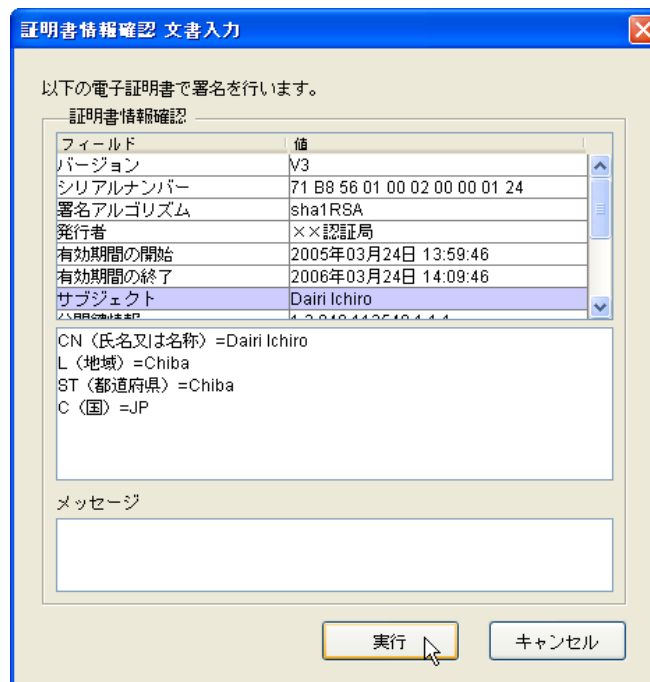 証明書情報確認 文書入力
以下の電子証明書で署名を行います。
証明書情報確認
フィールド 値
バージョン V3
シリアルナンバー 71 B8 56 01 00 02 00 00 01 24
署名アルゴリズム sha1RSA
発行者 ××認証局
有効期間の開始 2005年03月24日 13:59:46
有効期間の終了 2006年03月24日 14:09:46
サブジェクト Dairi Ichiro
CN（氏名又は名称）=Dairi Ichiro
L（地域）=Chiba
ST（都道府県）=Chiba
C（国）=JP
メッセージ
実行 キャンセル